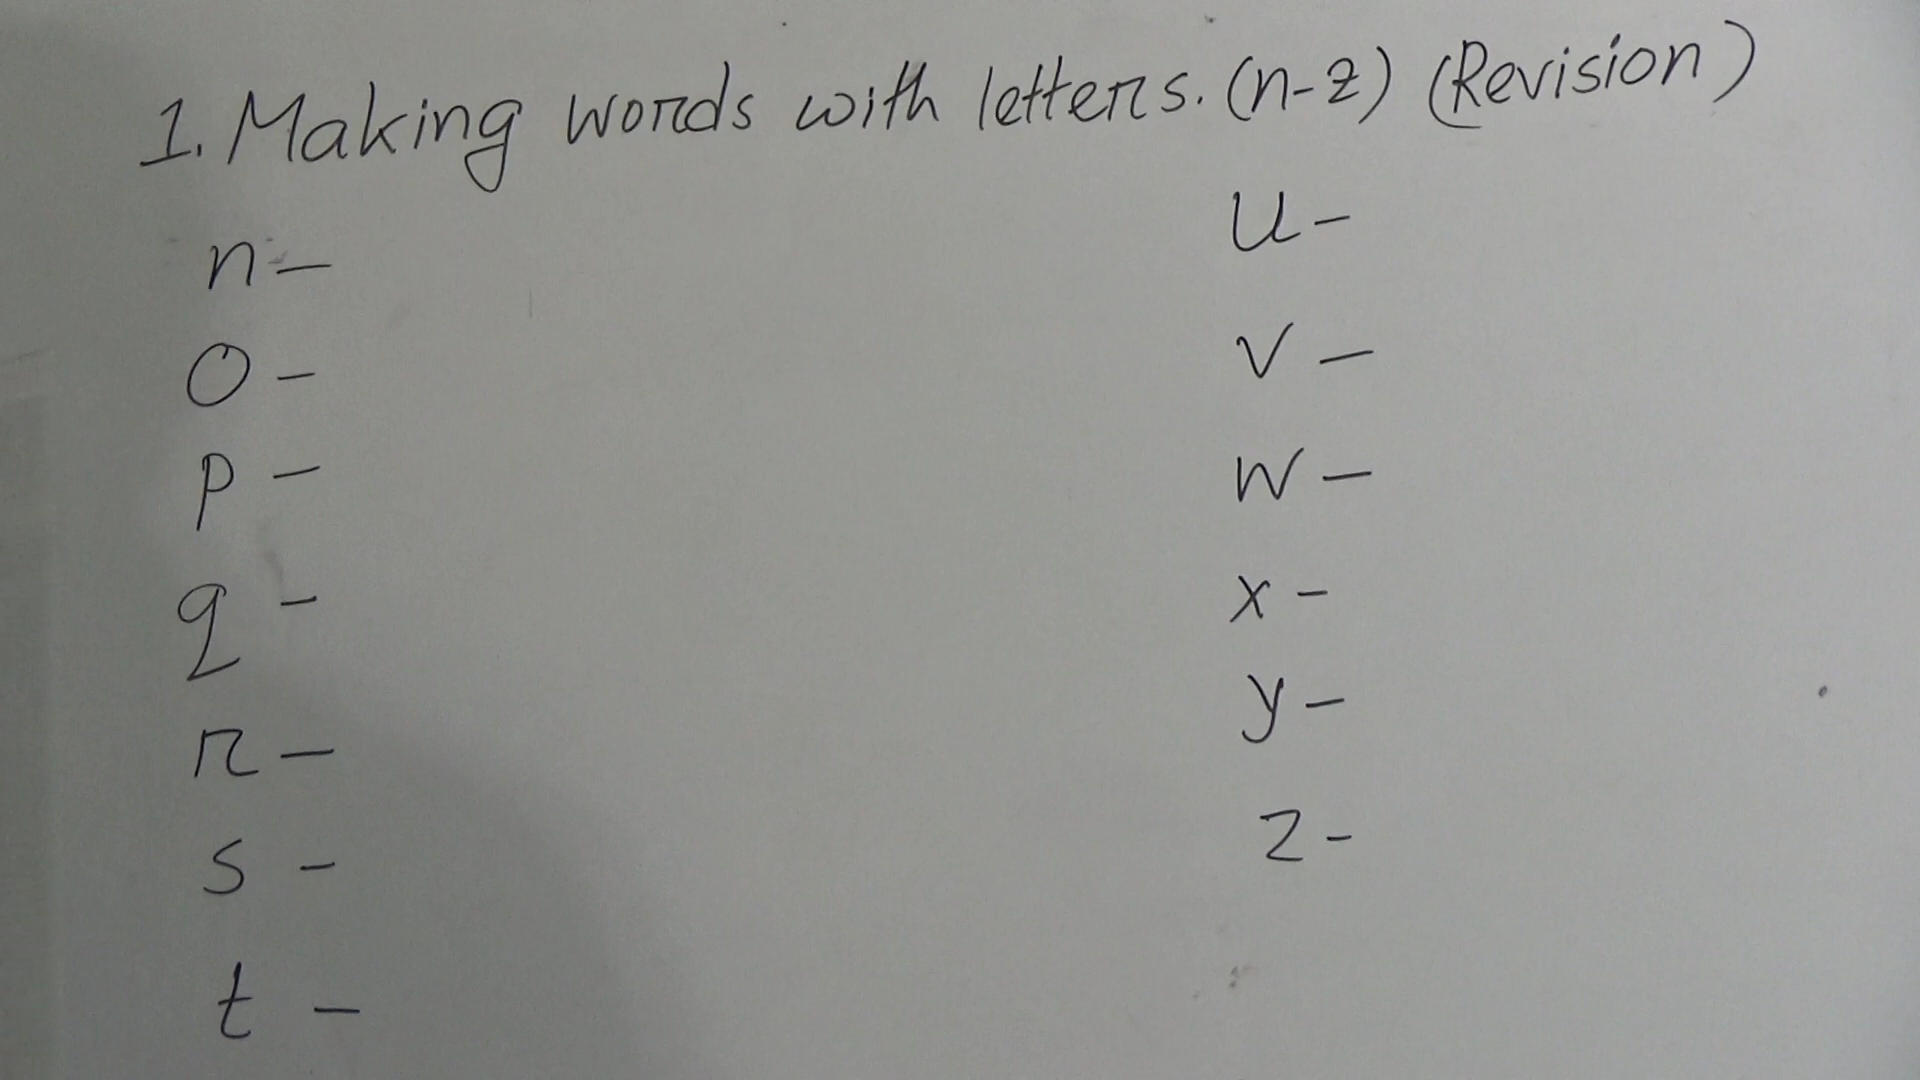 1. Making words with letters. (n-z) (Revision)
n -
o -
p -
q -
r -
s -
t -
u -
v -
w -
x -
y -
z -